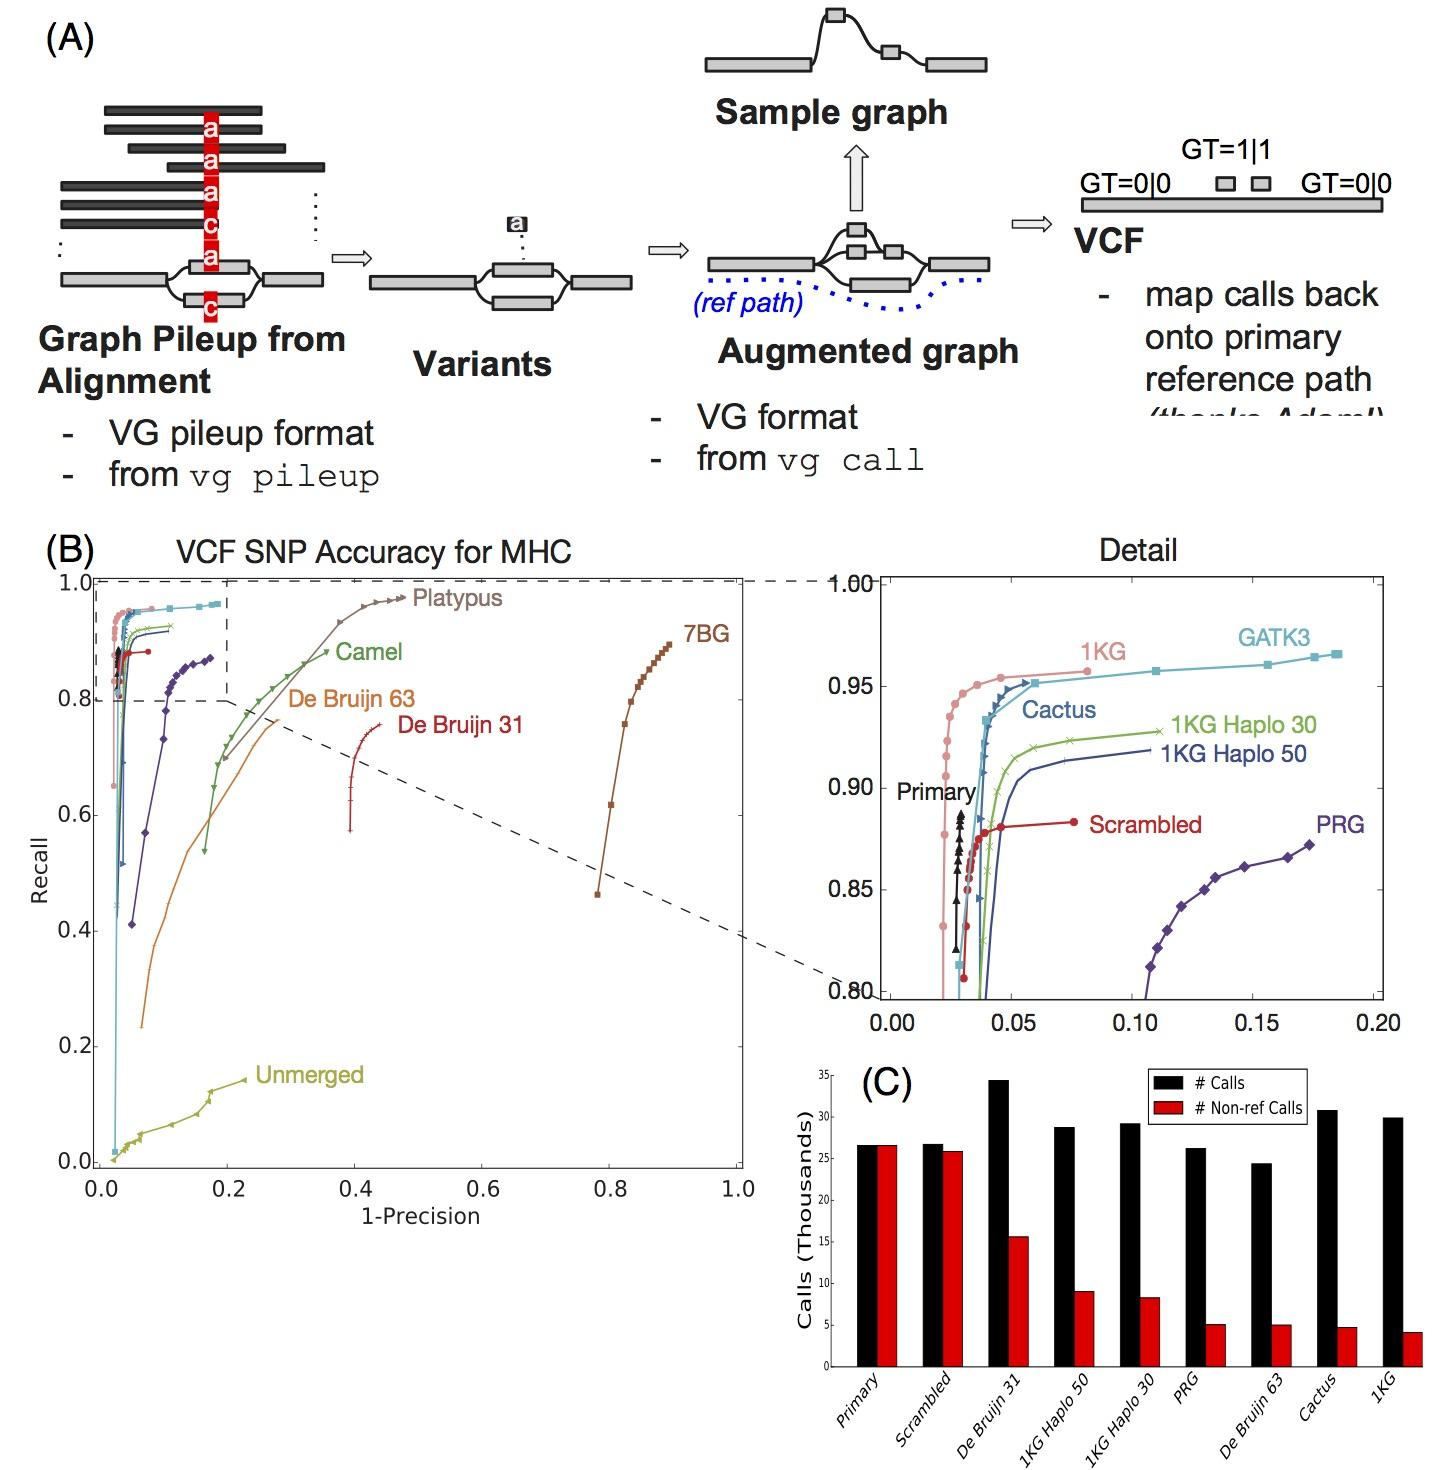 (A)
a
a
a
c
a
c
Graph Pileup from
Alignment
- VG pileup format
- from vg pileup
a
Variants
Sample graph
(ref path)
Augmented graph
- VG format
- from vg call
GT=1|1
GT=0|0 GT=0|0
VCF
- map calls back
onto primary
reference path
(thanks Adam!)
(B)
VCF SNP Accuracy for MHC
1.0
0.8
0.6
0.4
0.2
0.0
Recall
Platypus
7BG
Camel
De Bruijn 63
De Bruijn 31
Unmerged
0.0 0.2 0.4 0.6 0.8 1.0
1-Precision
Detail
1.00
0.95
0.90
0.85
0.80
1KG
GATK3
Cactus
1KG Haplo 30
1KG Haplo 50
Primary
Scrambled
PRG
0.00 0.05 0.10 0.15 0.20
(C)
# Calls
# Non-ref Calls
Calls (Thousands)
35
30
25
20
15
10
5
0
Primary
Scrambled
De Bruijn 31
1KG Haplo 50
1KG Haplo 30
PRG
De Bruijn 63
Cactus
1KG